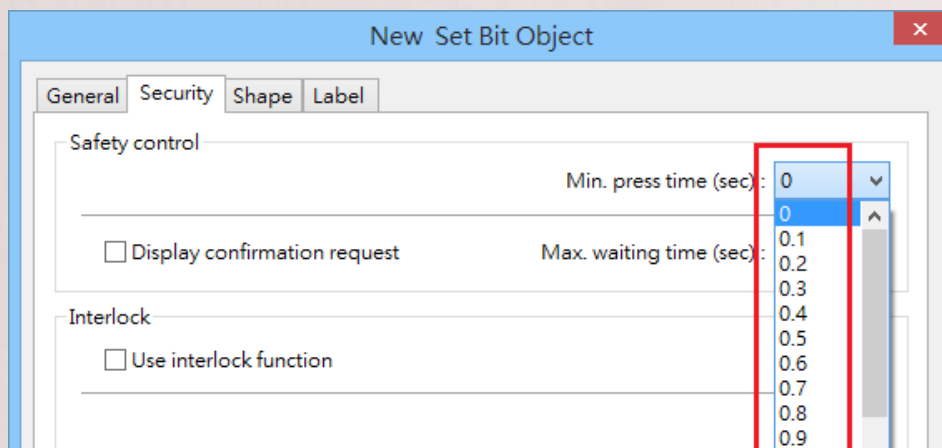 New Set Bit Object
General Security Shape Label
Safety control
Min. press time (sec) : 0
0
0.1
Display confirmation request Max. waiting time (sec) :
0.2
0.3
Interlock
0.4
0.5
Use interlock function
0.6
0.7
0.8
0.9